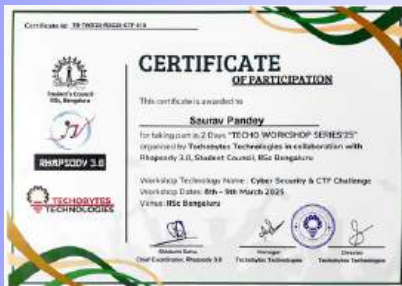 Certificate Id:
Student's Council
IISc, Bengaluru
RHAPSODY 3.0
TECHOBYTES
TECHNOLOGIES
CERTIFICATE
OF PARTICIPATION
This certificate is awarded to
Saurav Pandey
for taking part in 2 Days "TECHO WORKSHOP SERIES'25"
organised by Techobytes Technologies in collaboration with
Rhapsody 3.0, Student Council, IISc Bengaluru
Workshop Technology Name: Cyber Security & CTF Challenge
Workshop Dates: 8th - 9th March 2025
Venue: IISc Bengaluru
Chief Coordinator, Rhapsody 3.0
Manager
Techobytes Technologies
Director
Techobytes Technologies